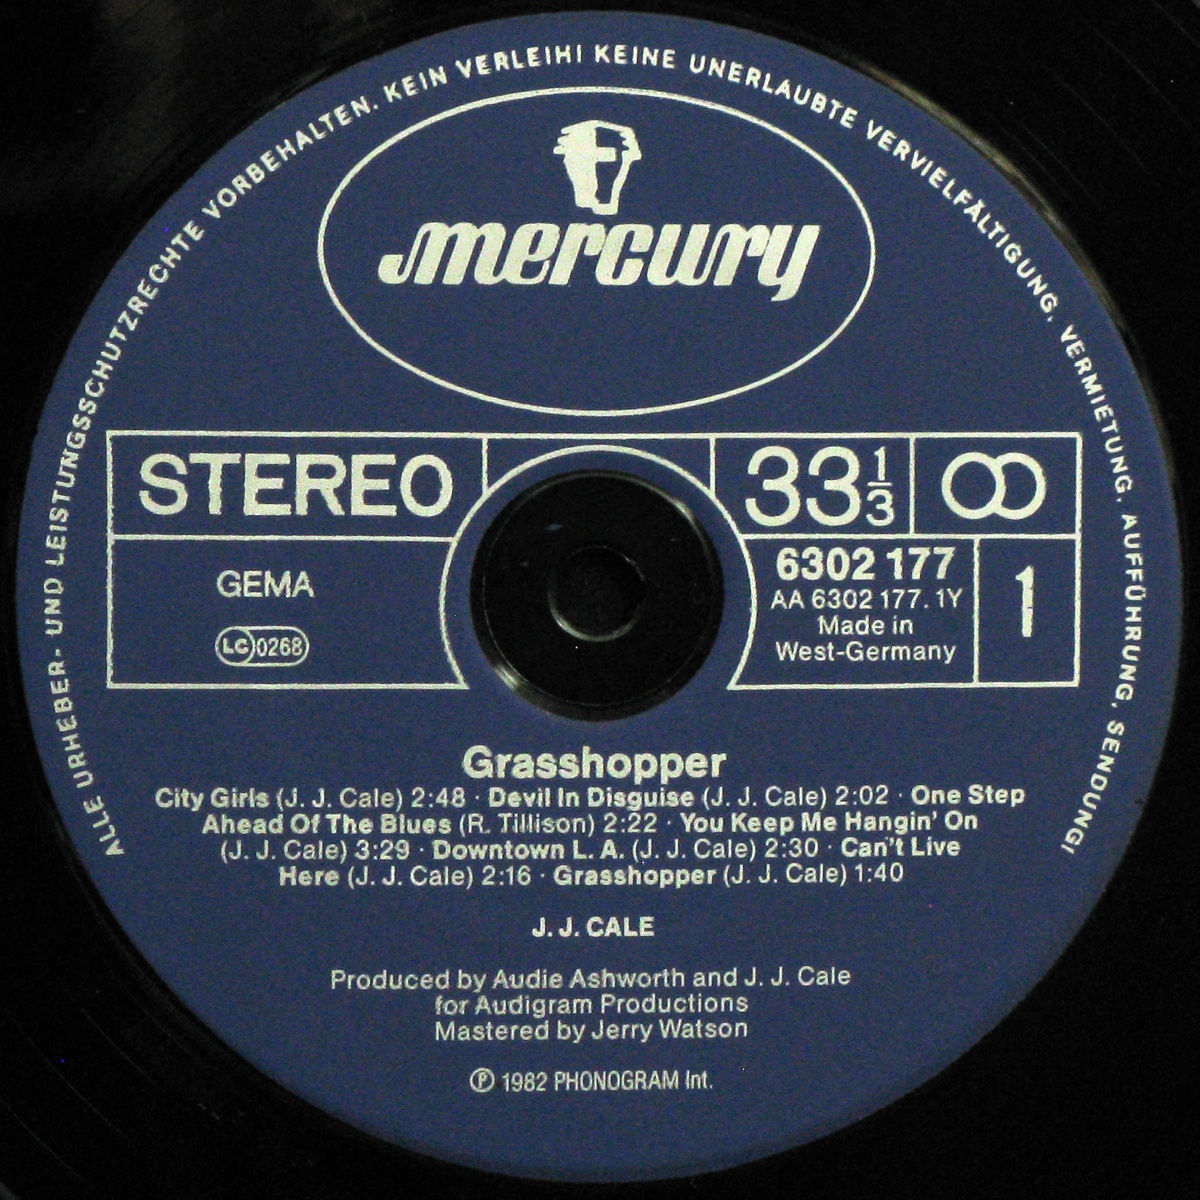 ALLE URHEBER- UND LEISTUNGSSCHUTZRECHTE VORBEHALTEN. KEIN VERLEIH! KEINE UNERLAUBTE VERVIELFÄLTIGUNG, VERMIETUNG, AUFFÜHRUNG, SENDUNG!
mercury
STEREO
33 1/3
GEMA
LC 0268
6302 177
AA 6302 177. 1Y
Made in
West-Germany
1
Grasshopper
City Girls (J. J. Cale) 2:48 · Devil In Disguise (J. J. Cale) 2:02 · One Step
Ahead Of The Blues (R. Tillison) 2:22 · You Keep Me Hangin' On
(J. J. Cale) 3:29 · Downtown L. A. (J. J. Cale) 2:30 · Can't Live
Here (J. J. Cale) 2:16 · Grasshopper (J. J. Cale) 1:40
J. J. CALE
Produced by Audie Ashworth and J. J. Cale
for Audigram Productions
Mastered by Jerry Watson
℗ 1982 PHONOGRAM Int.